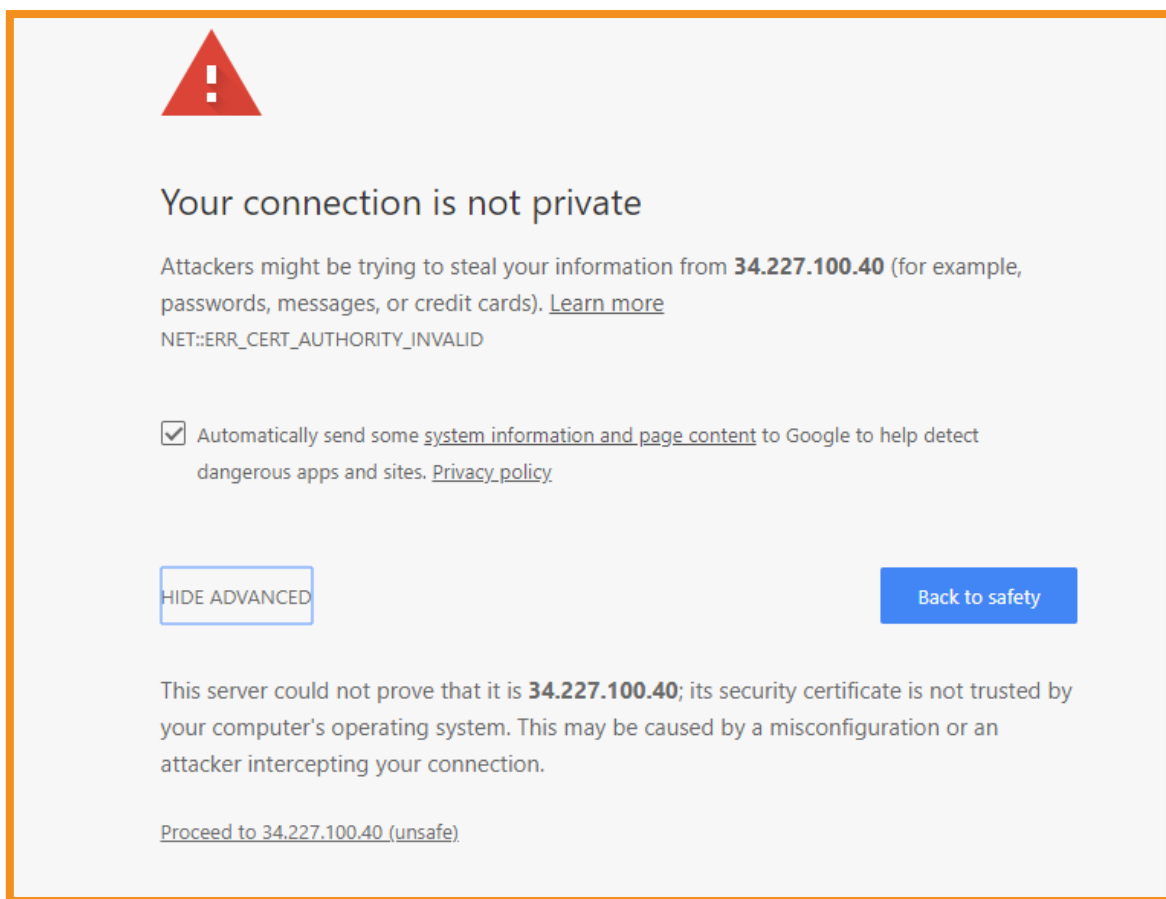 Your connection is not private
Attackers might be trying to steal your information from 34.227.100.40 (for example,
passwords, messages, or credit cards). Learn more
NET::ERR_CERT_AUTHORITY_INVALID
Automatically send some system information and page content to Google to help detect
dangerous apps and sites. Privacy policy
HIDE ADVANCED
Back to safety
This server could not prove that it is 34.227.100.40; its security certificate is not trusted by
your computer's operating system. This may be caused by a misconfiguration or an
attacker intercepting your connection.
Proceed to 34.227.100.40 (unsafe)